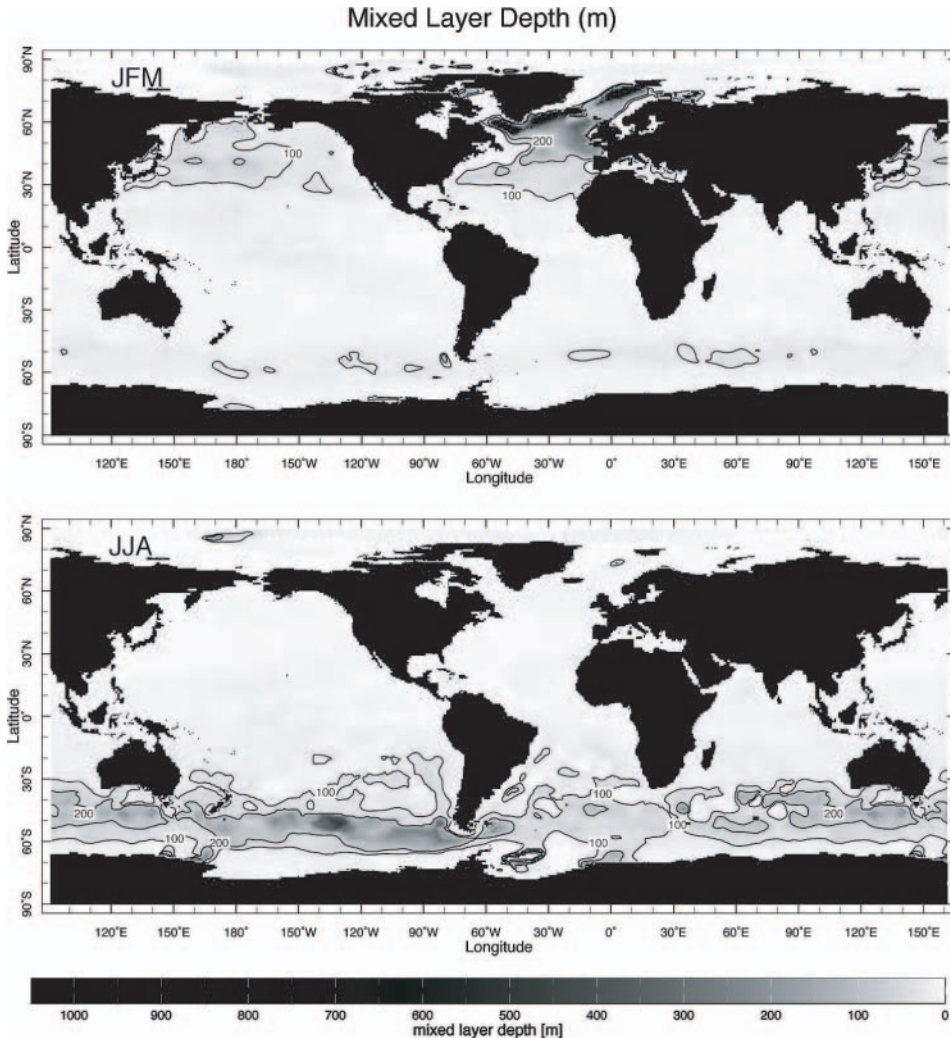 Mixed Layer Depth (m)
JFM
90°N
60°N
30°N
0°
30°S
60°S
90°S
Latitude
200
100
100
120°E 150°E 180° 150°W 120°W 90°W 60°W 30°W 0° 30°E 60°E 90°E 120°E 150°E
Longitude
JJA
90°N
60°N
30°N
0°
30°S
60°S
90°S
Latitude
100
100
200
200
100
200
100
100
120°E 150°E 180° 150°W 120°W 90°W 60°W 30°W 0° 30°E 60°E 90°E 120°E 150°E
Longitude
1000 900 800 700 600 500 400 300 200 100 0
mixed layer depth [m]